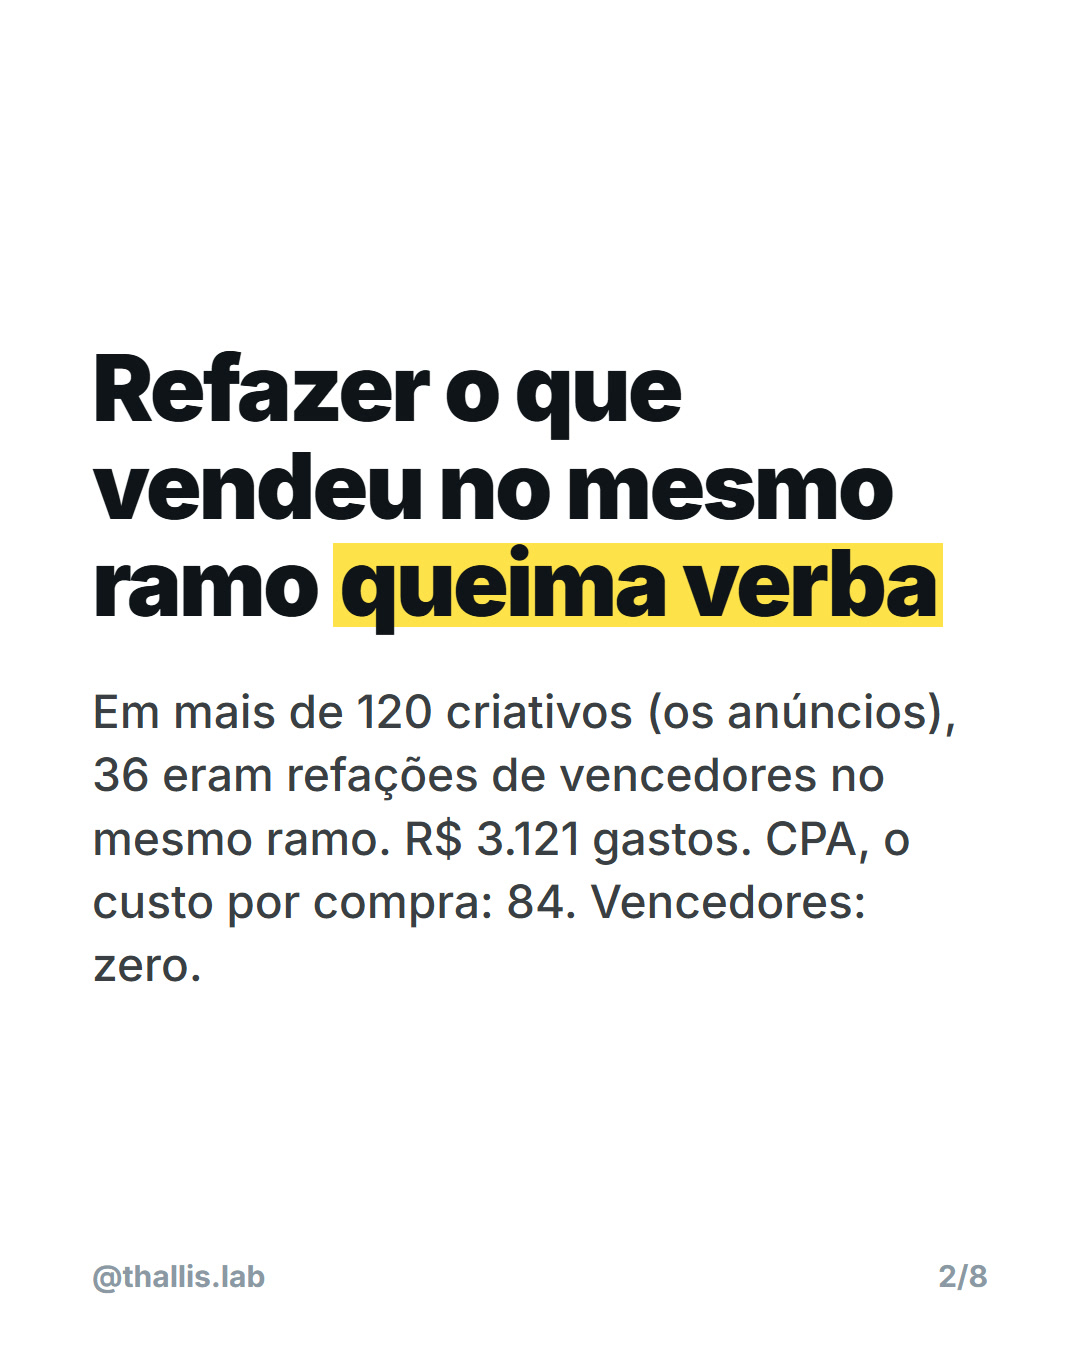 Refazer o que
vendeu no mesmo
ramo queima verba
Em mais de 120 criativos (os anúncios),
36 eram refações de vencedores no
mesmo ramo. R$ 3.121 gastos. CPA, o
custo por compra: 84. Vencedores:
zero.
@thallis.lab
2/8